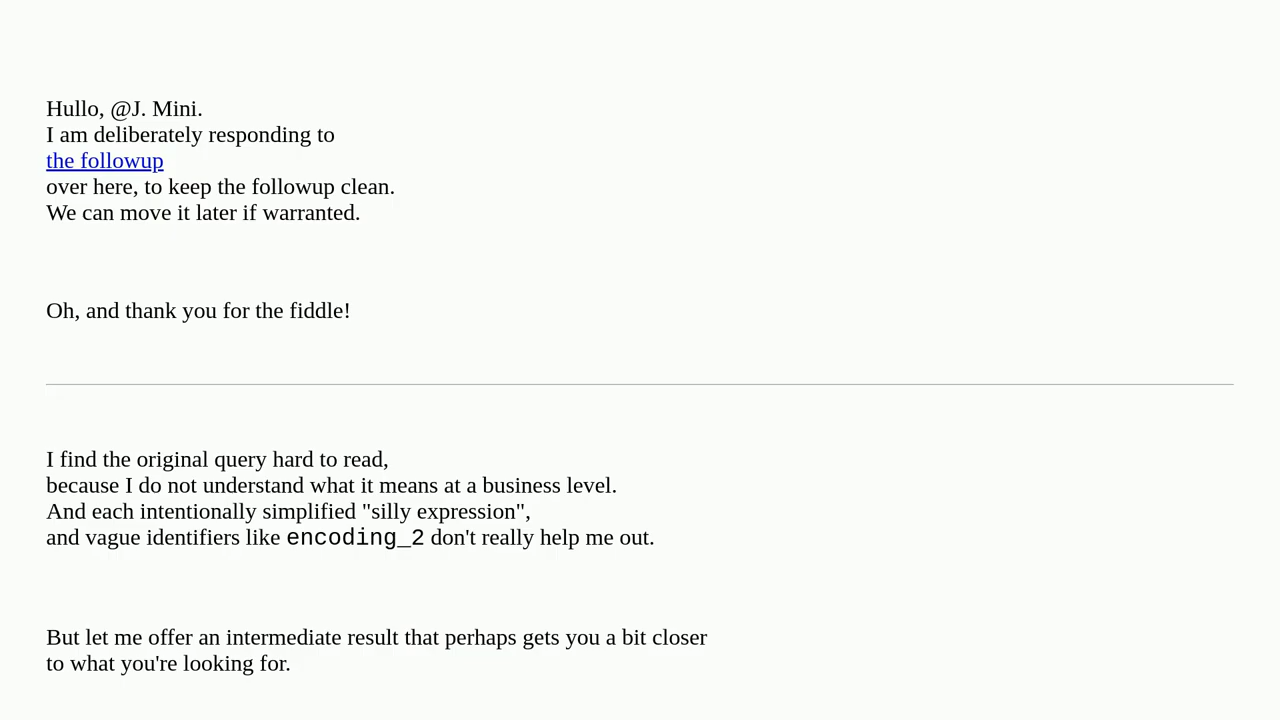 Hullo, @J. Mini.
I am deliberately responding to
the followup
over here, to keep the followup clean.
We can move it later if warranted.
Oh, and thank you for the fiddle!
I find the original query hard to read,
because I do not understand what it means at a business level.
And each intentionally simplified "silly expression",
and vague identifiers like encoding_2 don't really help me out.
But let me offer an intermediate result that perhaps gets you a bit closer
to what you're looking for.